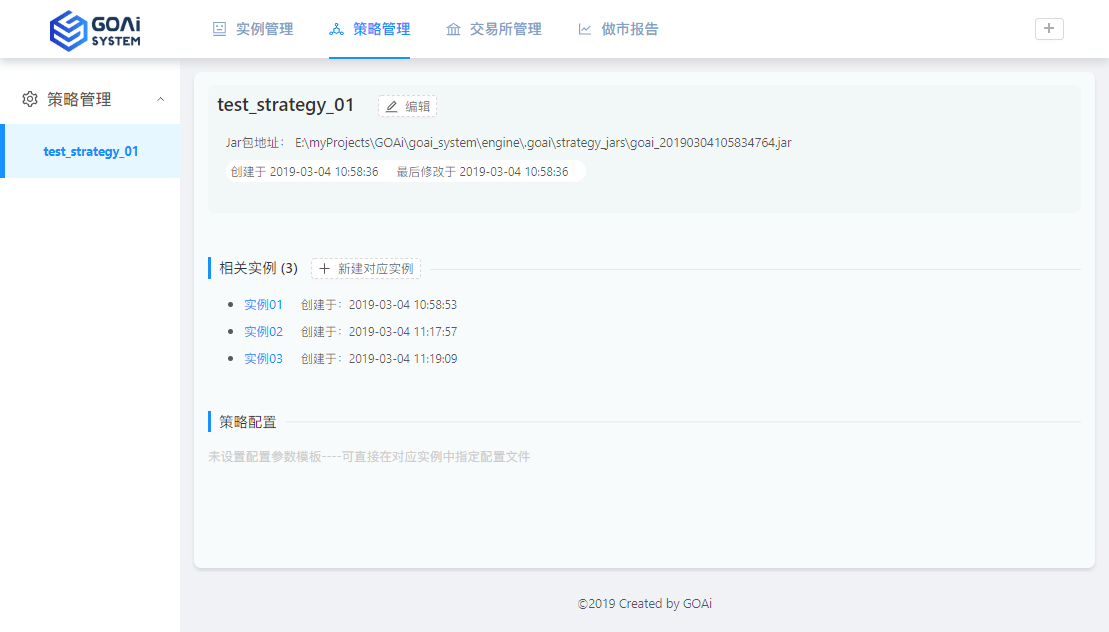 GOAi
SYSTEM
实例管理
策略管理
交易所管理
做市报告
策略管理
test_strategy_01
test_strategy_01
编辑
Jar包地址: E:\myProjects\GOAi\goai_system\engine\.goai\strategy_jars\goai_20190304105834764.jar
创建于 2019-03-04 10:58:36 最后修改于 2019-03-04 10:58:36
相关实例 (3)
+ 新建对应实例
• 实例01 创建于: 2019-03-04 10:58:53
• 实例02 创建于: 2019-03-04 11:17:57
• 实例03 创建于: 2019-03-04 11:19:09
策略配置
未设置配置参数模板----可直接在对应实例中指定配置文件
©2019 Created by GOAi